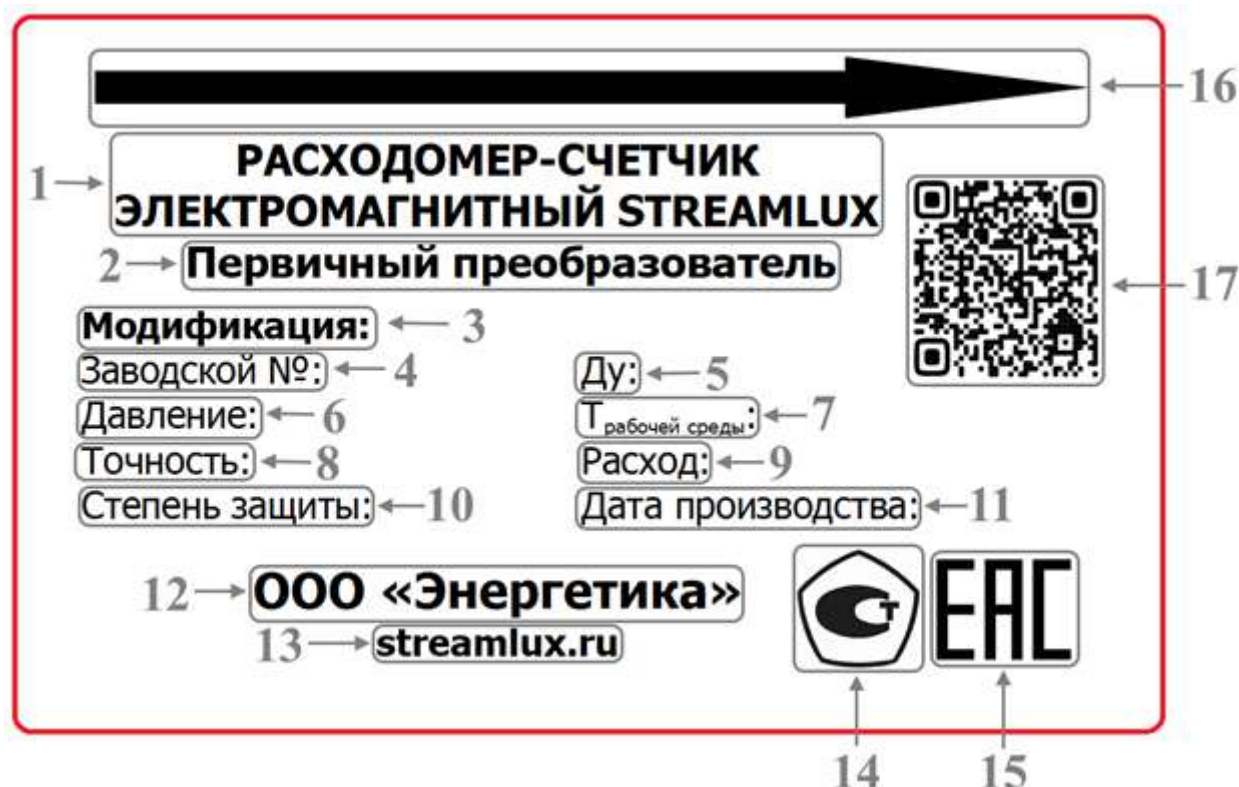 16
1 РАСХОДОМЕР-СЧЕТЧИК
ЭЛЕКТРОМАГНИТНЫЙ STREAMLUX
2 Первичный преобразователь
17
Модификация: 3
Заводской №: 4 Ду: 5
Давление: 6 Т рабочей среды: 7
Точность: 8 Расход: 9
Степень защиты: 10 Дата производства: 11
12 ООО «Энергетика»
13 streamlux.ru
Т EAC
14 15